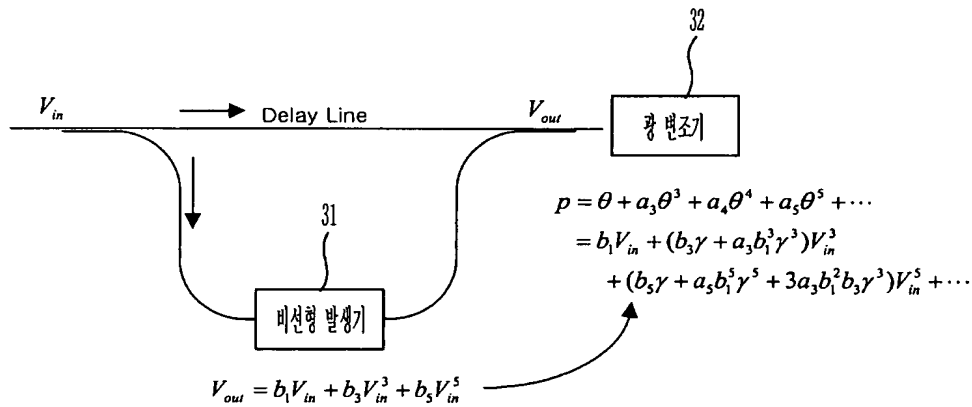 32
V_in
Delay Line
V_out
광 변조기
p = θ + a₃θ³ + a₄θ⁴ + a₅θ⁵ + ⋯
= b₁V_in + (b₃γ + a₃b₁³γ³)V_in³
+ (b₅γ + a₅b₁⁵γ⁵ + 3a₃b₁²b₃γ³)V_in⁵ + ⋯
31
비선형 발생기
V_out = b₁V_in + b₃V_in³ + b₅V_in⁵